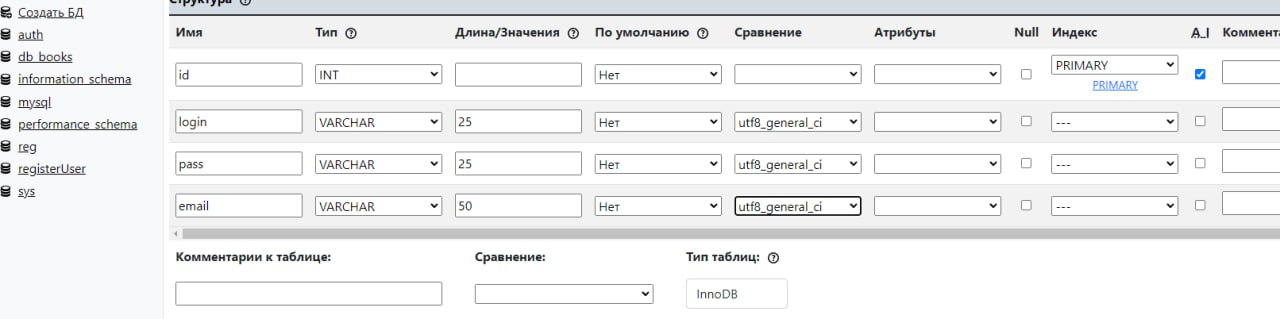 Структура
Создать БД
auth
db_books
information_schema
mysql
performance_schema
reg
registerUser
sys
Имя Тип Длина/Значения По умолчанию Сравнение Атрибуты Null Индекс A_I
id INT Нет PRIMARY
PRIMARY
login VARCHAR 25 Нет utf8_general_ci ---
pass VARCHAR 25 Нет utf8_general_ci ---
email VARCHAR 50 Нет utf8_general_ci ---
Комментарии к таблице: Сравнение: Тип таблиц:
InnoDB